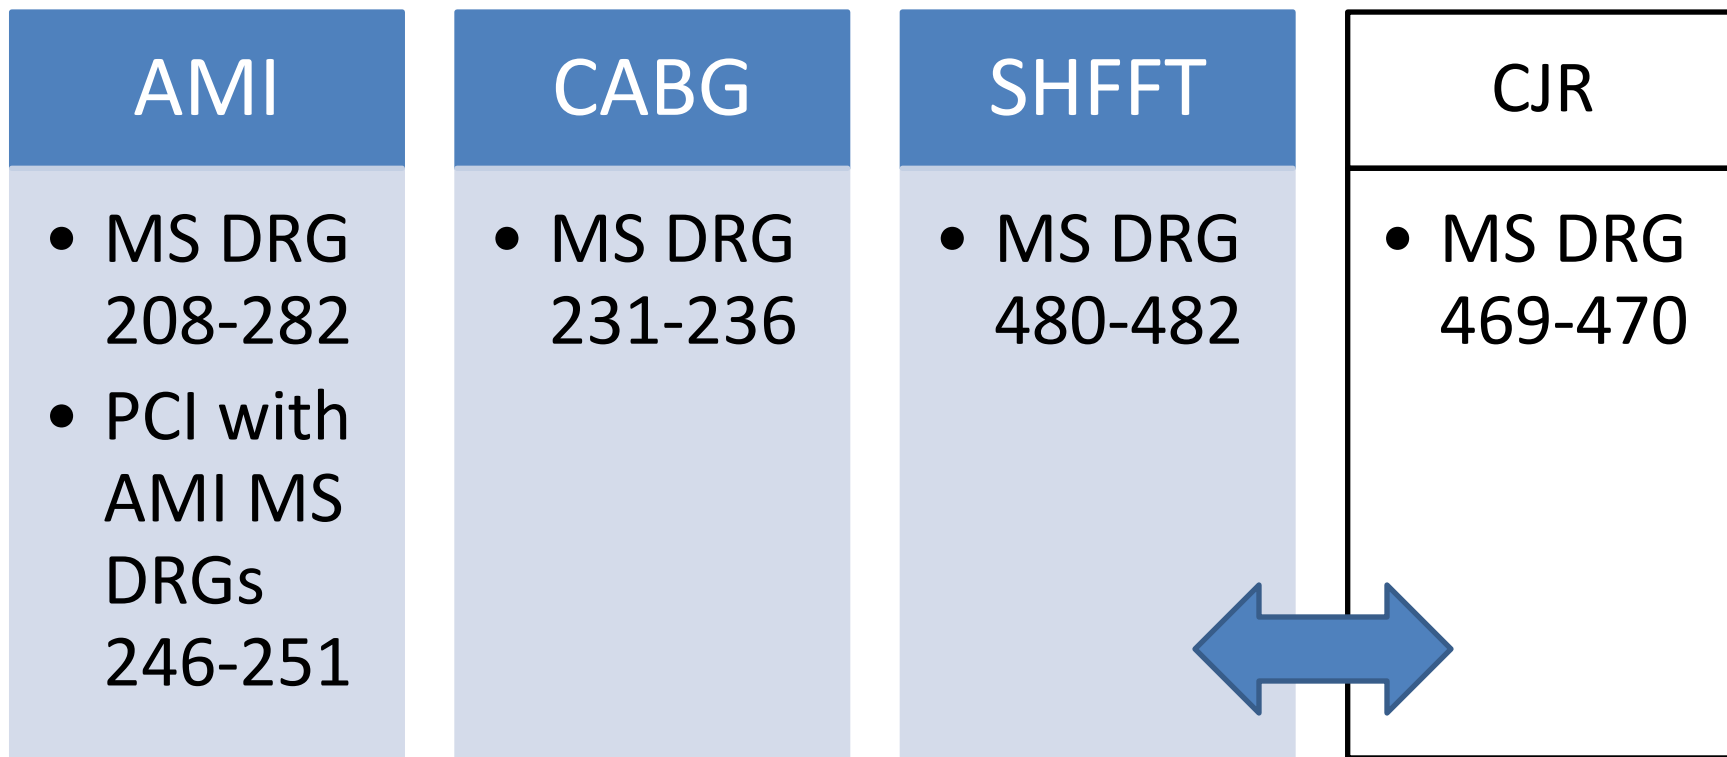 AMI
• MS DRG
208-282
• PCI with
AMI MS
DRGs
246-251
CABG
• MS DRG
231-236
SHFFT
• MS DRG
480-482
CJR
• MS DRG
469-470